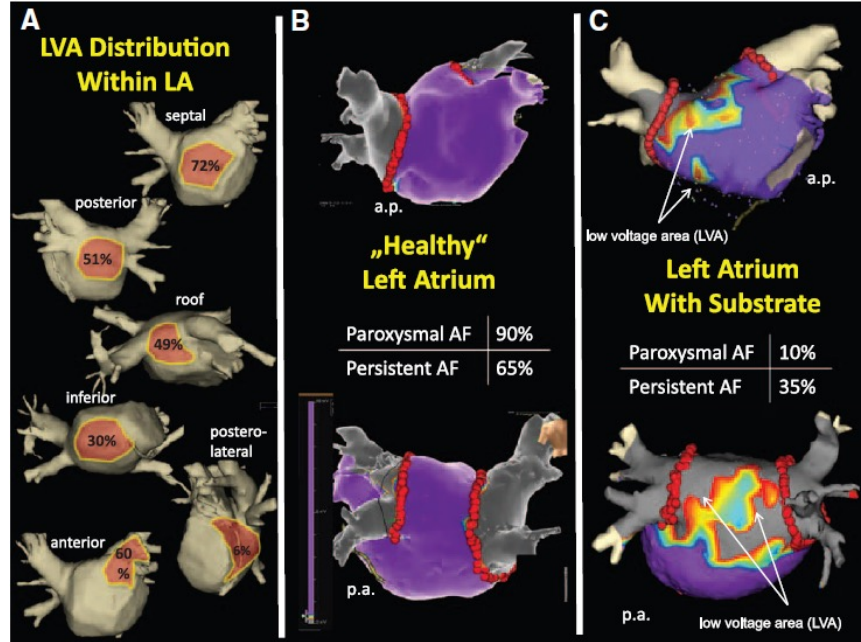 A
LVA Distribution
Within LA
septal
72%
posterior
51%
roof
49%
inferior
30%
postero-
lateral
6%
anterior
60
%
B
a.p.
„Healthy“
Left Atrium
Paroxysmal AF 90%
Persistent AF 65%
p.a.
C
a.p.
low voltage area (LVA)
Left Atrium
With Substrate
Paroxysmal AF 10%
Persistent AF 35%
p.a.
low voltage area (LVA)